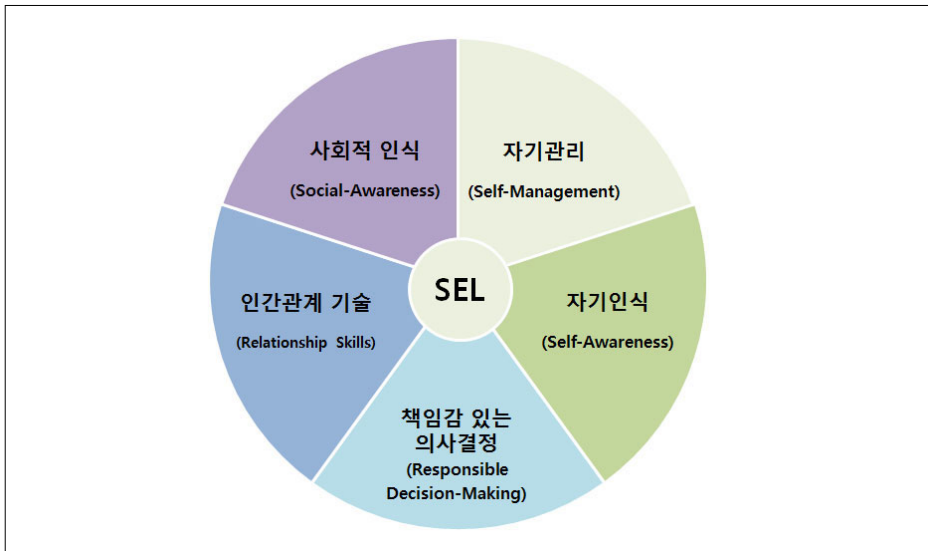 사회적 인식
(Social-Awareness)
자기관리
(Self-Management)
인간관계 기술
(Relationship Skills)
SEL
자기인식
(Self-Awareness)
책임감 있는
의사결정
(Responsible
Decision-Making)